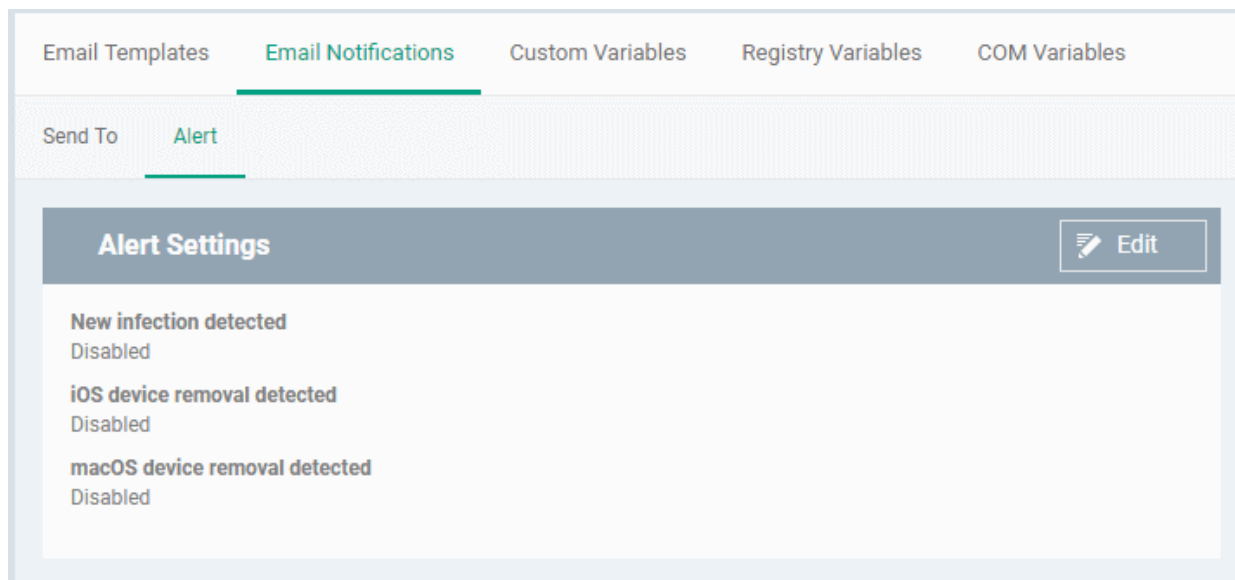 Email Templates Email Notifications Custom Variables Registry Variables COM Variables
Send To Alert
Alert Settings Edit
New infection detected
Disabled
iOS device removal detected
Disabled
macOS device removal detected
Disabled